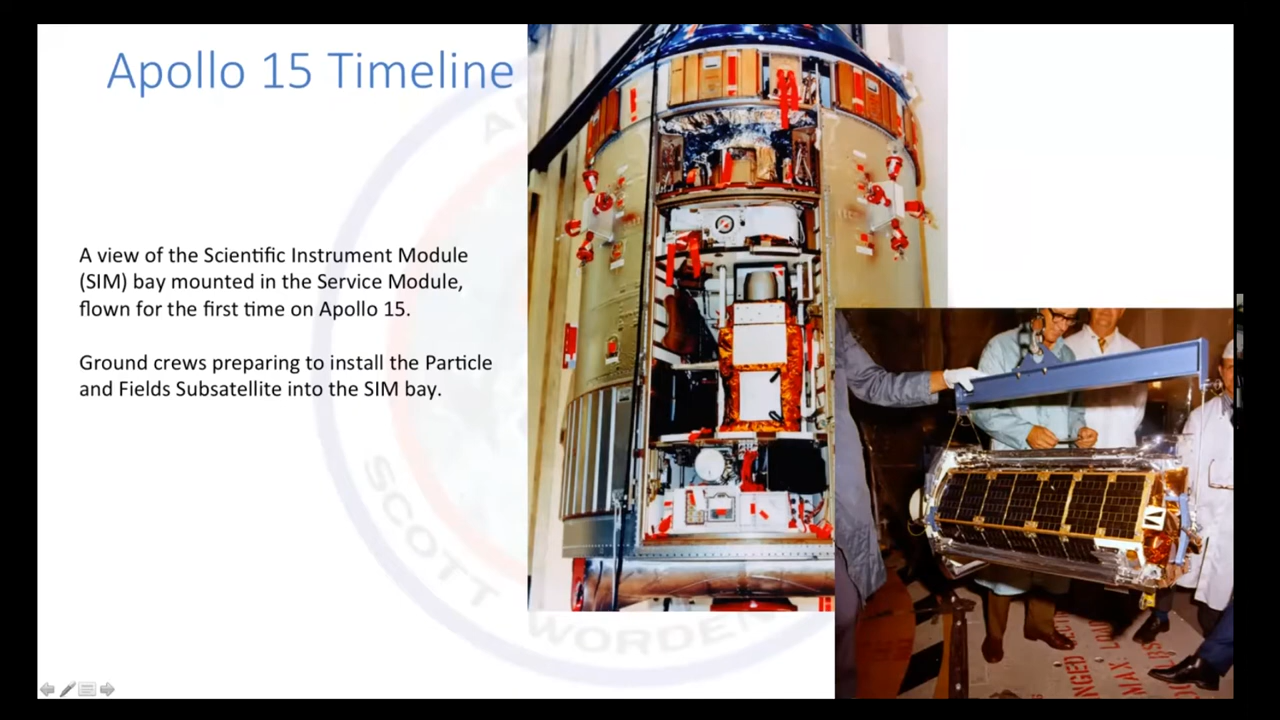 Apollo 15 Timeline
A view of the Scientific Instrument Module
(SIM) bay mounted in the Service Module,
flown for the first time on Apollo 15.
Ground crews preparing to install the Particle
and Fields Subsatellite into the SIM bay.
SCOTT WORDEN
MAX: LOA